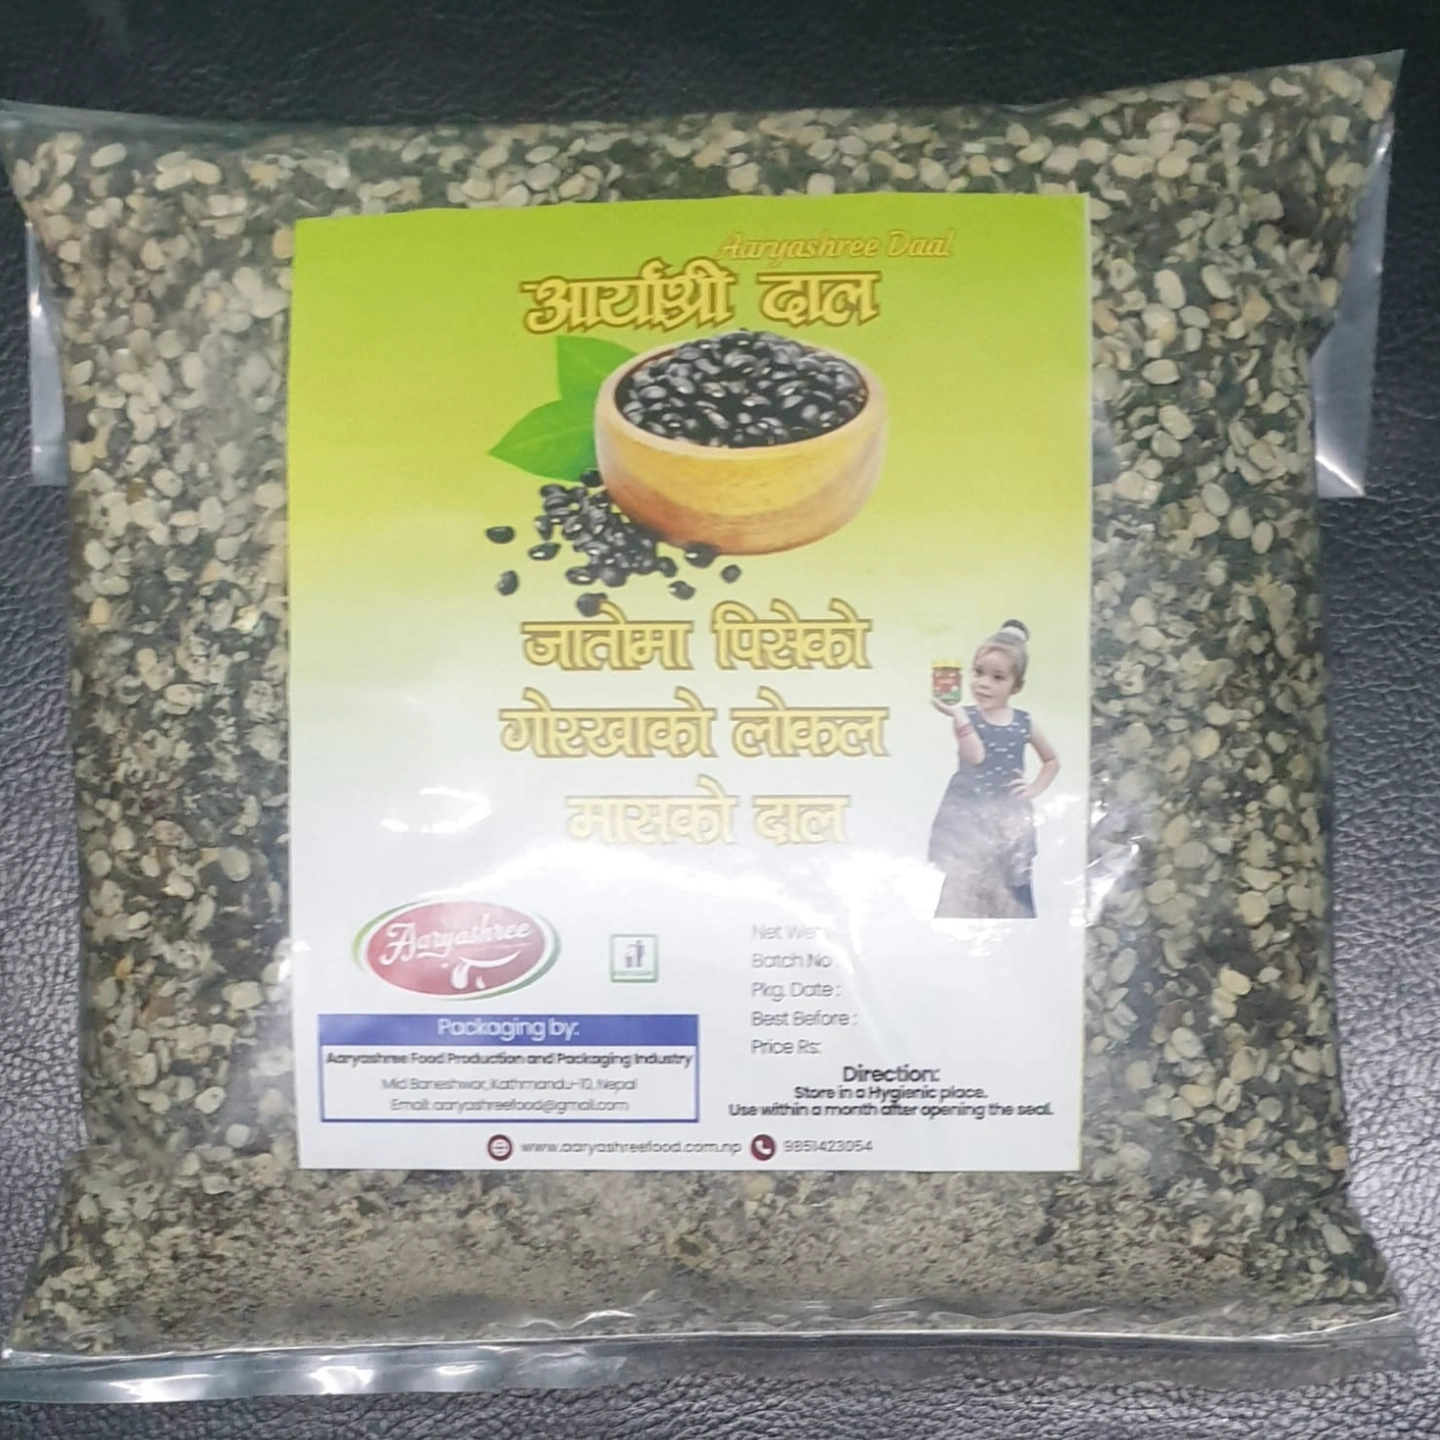 Aaryashree Daal
आर्याश्री दाल
जातोमा पिसेको
गोरखाको लोकल
मासको दाल
Aaryashree
Net
Batch No :
Pkg. Date :
Best Before :
Price Rs:
Packaging by:
Aaryashree Food Production and Packaging Industry
Mid Baneshwor, Kathmandu-10, Nepal
Email: aaryashreefood@gmail.com
Direction:
Store in a Hygienic place.
Use within a month after opening the seal.
www.aaryashreefood.com.np 9851423054